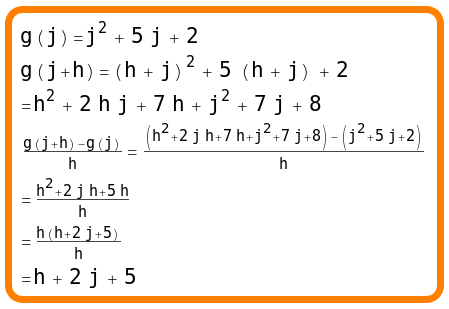 g(j)=j² + 5 j + 2
g(j+h)=(h + j)² + 5 (h + j) + 2
=h² + 2 h j + 7 h + j² + 7 j + 8
(g(j+h)−g(j))/h = ((h²+2 j h+7 h+j²+7 j+8)−(j²+5 j+2))/h
=(h²+2 j h+5 h)/h
=(h(h+2 j+5))/h
=h + 2 j + 5